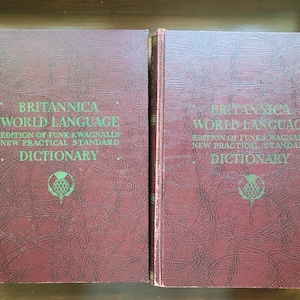 BRITANNICA
WORLD LANGUAGE
EDITION OF FUNK & WAGNALLS
NEW PRACTICAL STANDARD
DICTIONARY
BRITANNICA
WORLD LANGUAGE
EDITION OF FUNK & WAGNALLS
NEW PRACTICAL STANDARD
DICTIONARY